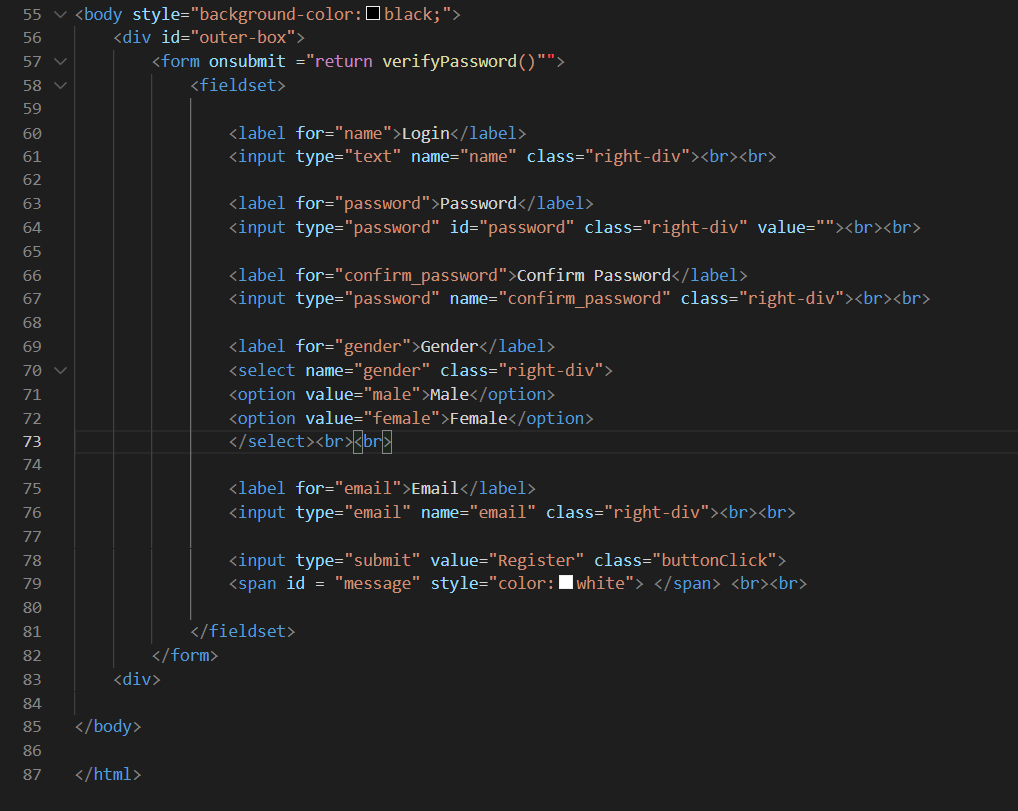 55 <body style="background-color: black;">
56 <div id="outer-box">
57 <form onsubmit ="return verifyPassword()"">
58 <fieldset>
59
60 <label for="name">Login</label>
61 <input type="text" name="name" class="right-div"><br><br>
62
63 <label for="password">Password</label>
64 <input type="password" id="password" class="right-div" value=""><br><br>
65
66 <label for="confirm_password">Confirm Password</label>
67 <input type="password" name="confirm_password" class="right-div"><br><br>
68
69 <label for="gender">Gender</label>
70 <select name="gender" class="right-div">
71 <option value="male">Male</option>
72 <option value="female">Female</option>
73 </select><br><br>
74
75 <label for="email">Email</label>
76 <input type="email" name="email" class="right-div"><br><br>
77
78 <input type="submit" value="Register" class="buttonClick">
79 <span id = "message" style="color: white"> </span> <br><br>
80
81 </fieldset>
82 </form>
83 <div>
84
85 </body>
86
87 </html>